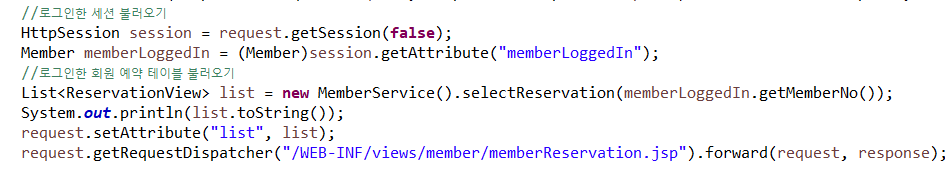 //로그인한 세션 불러오기
HttpSession session = request.getSession(false);
Member memberLoggedIn = (Member)session.getAttribute("memberLoggedIn");
//로그인한 회원 예약 테이블 불러오기
List<ReservationView> list = new MemberService().selectReservation(memberLoggedIn.getMemberNo());
System.out.println(list.toString());
request.setAttribute("list", list);
request.getRequestDispatcher("/WEB-INF/views/member/memberReservation.jsp").forward(request, response);